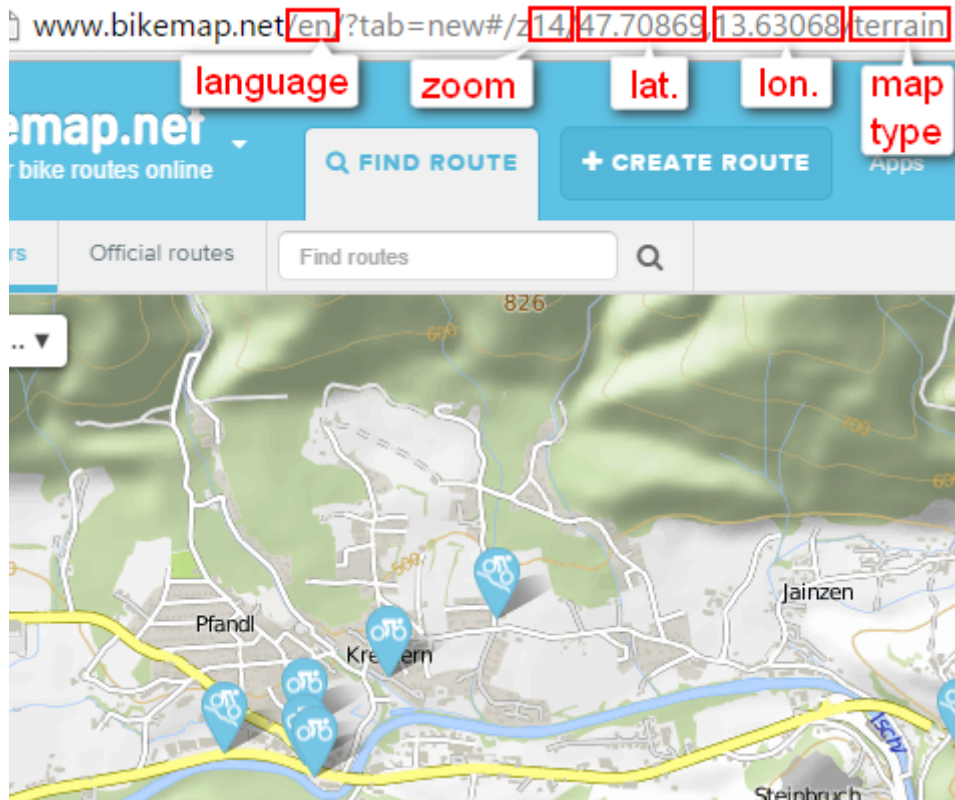 www.bikemap.net/en/?tab=new#/z14/47.70869,13.63068/terrain
language zoom lat. lon. map
type
emap.net
r bike routes online
FIND ROUTE
+ CREATE ROUTE
Apps
rs
Official routes
Find routes
826
.. ▼
600
700
600
600
Jainzen
Pfandl
Ischl
Steinbruch